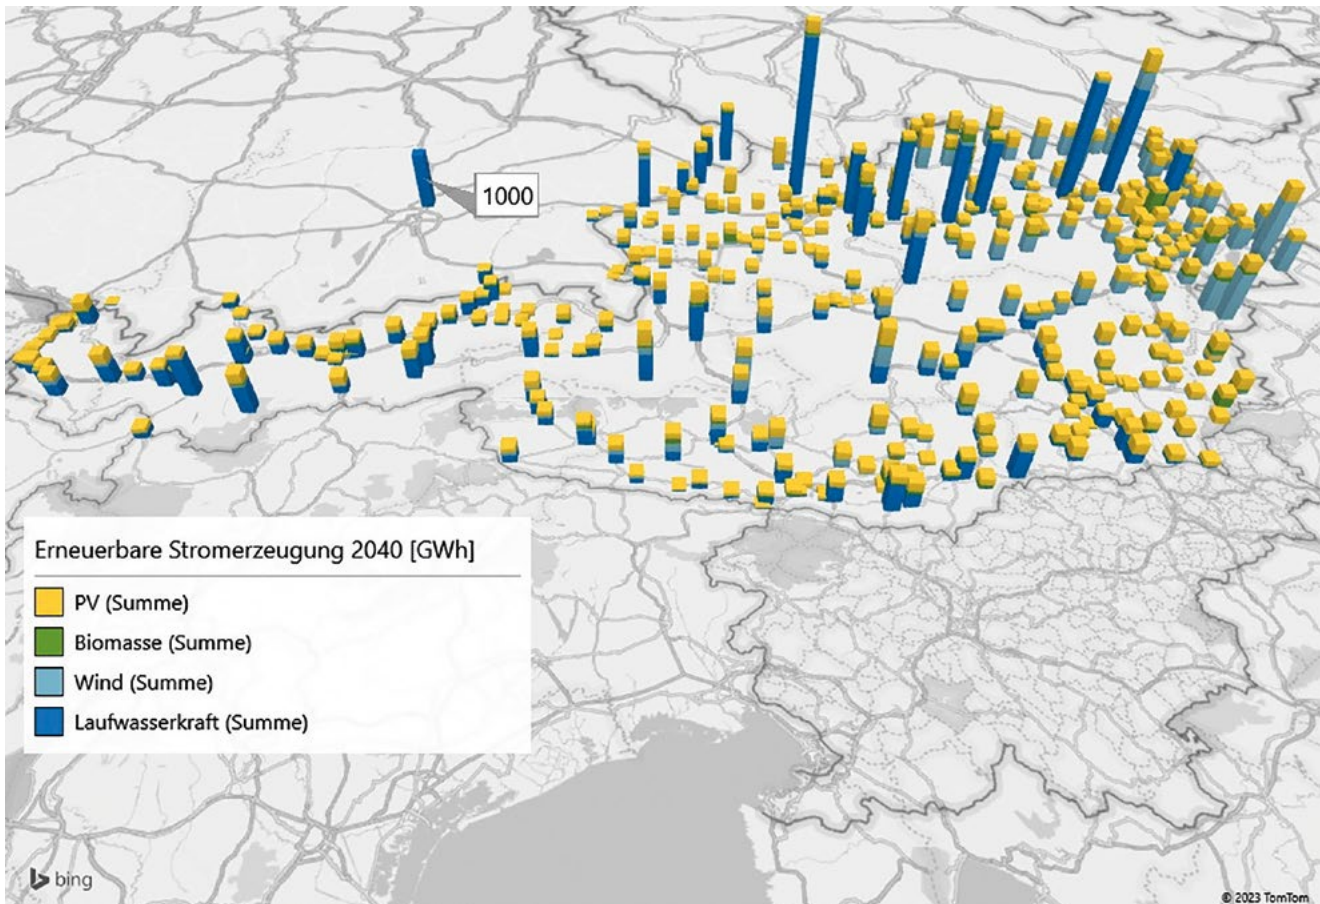 1000
Erneuerbare Stromerzeugung 2040 [GWh]
PV (Summe)
Biomasse (Summe)
Wind (Summe)
Laufwasserkraft (Summe)
bing
© 2023 TomTom